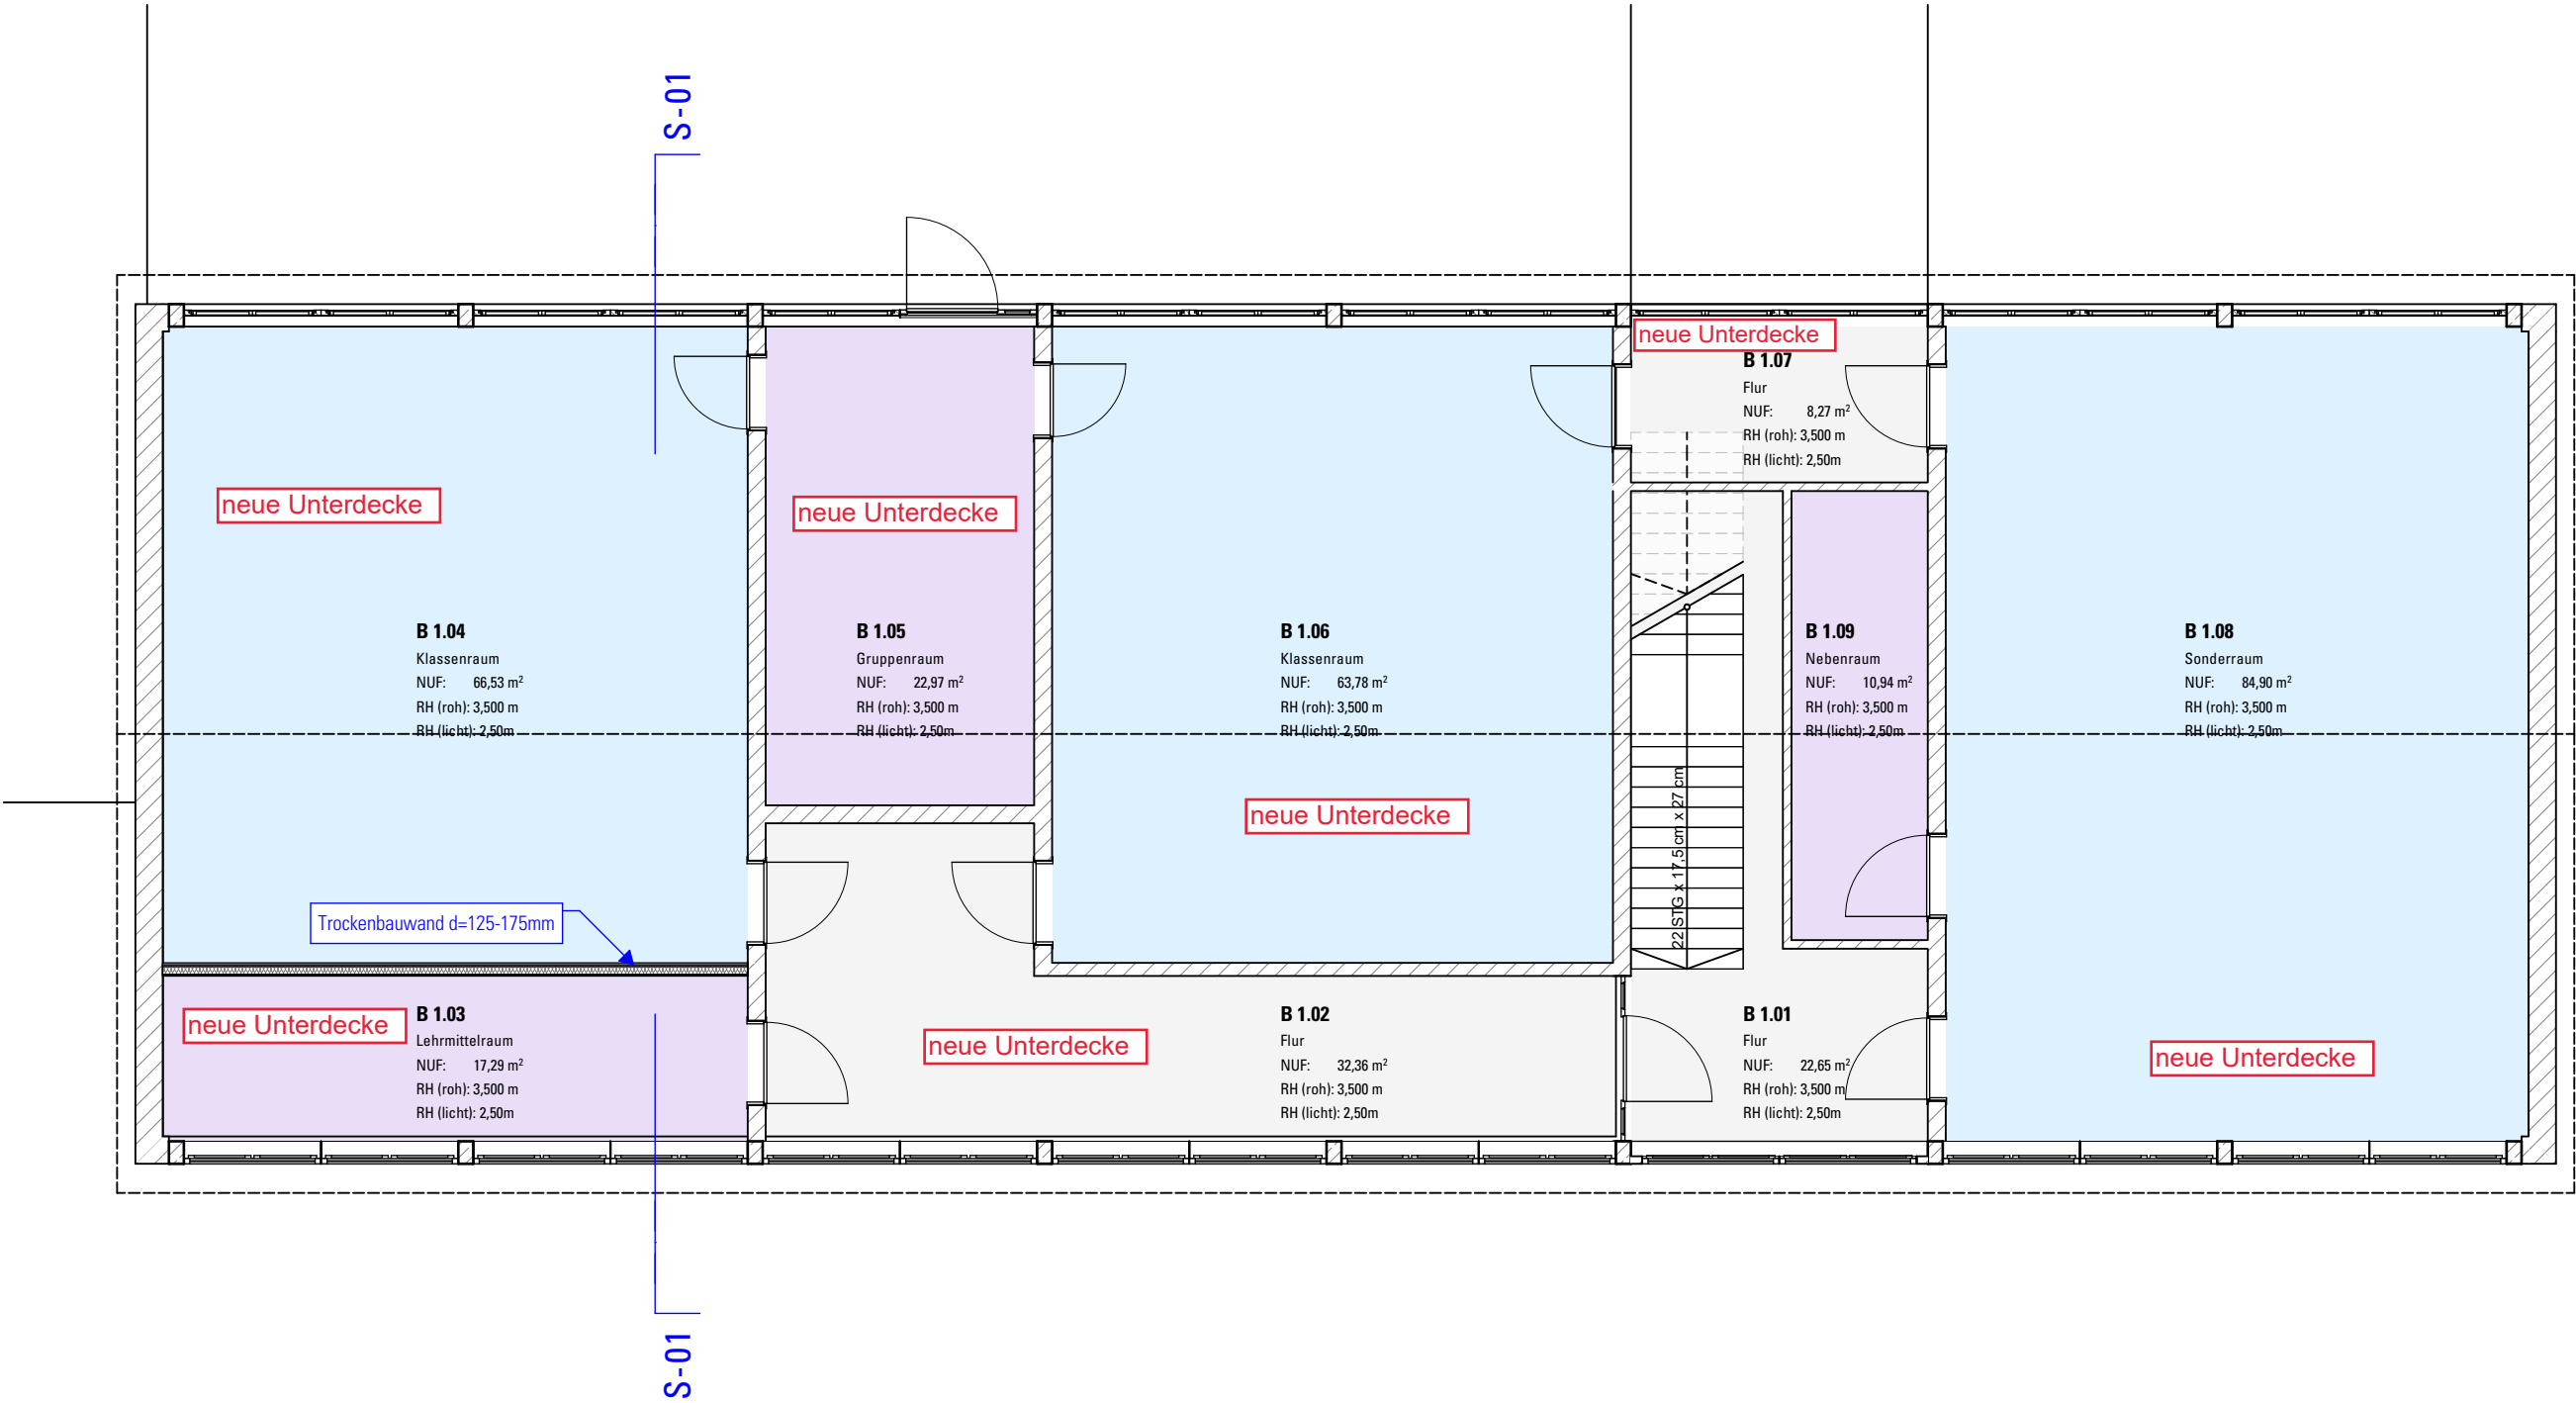 S-01
neue Unterdecke
B 1.07
Flur
NUF: 8,27 m²
RH (roh): 3,500 m
RH (licht): 2,50m
neue Unterdecke
neue Unterdecke
B 1.04
Klassenraum
NUF: 66,53 m²
RH (roh): 3,500 m
RH (licht): 2,50m
B 1.05
Gruppenraum
NUF: 22,97 m²
RH (roh): 3,500 m
RH (licht): 2,50m
B 1.06
Klassenraum
NUF: 63,78 m²
RH (roh): 3,500 m
RH (licht): 2,50m
B 1.09
Nebenraum
NUF: 10,94 m²
RH (roh): 3,500 m
RH (licht): 2,50m
B 1.08
Sonderraum
NUF: 84,90 m²
RH (roh): 3,500 m
RH (licht): 2,50m
neue Unterdecke
22 STG x 17,5 cm x 27 cm
Trockenbauwand d=125-175mm
neue Unterdecke
B 1.03
Lehrmittelraum
NUF: 17,29 m²
RH (roh): 3,500 m
RH (licht): 2,50m
neue Unterdecke
B 1.02
Flur
NUF: 32,36 m²
RH (roh): 3,500 m
RH (licht): 2,50m
B 1.01
Flur
NUF: 22,65 m²
RH (roh): 3,500 m
RH (licht): 2,50m
neue Unterdecke
S-01